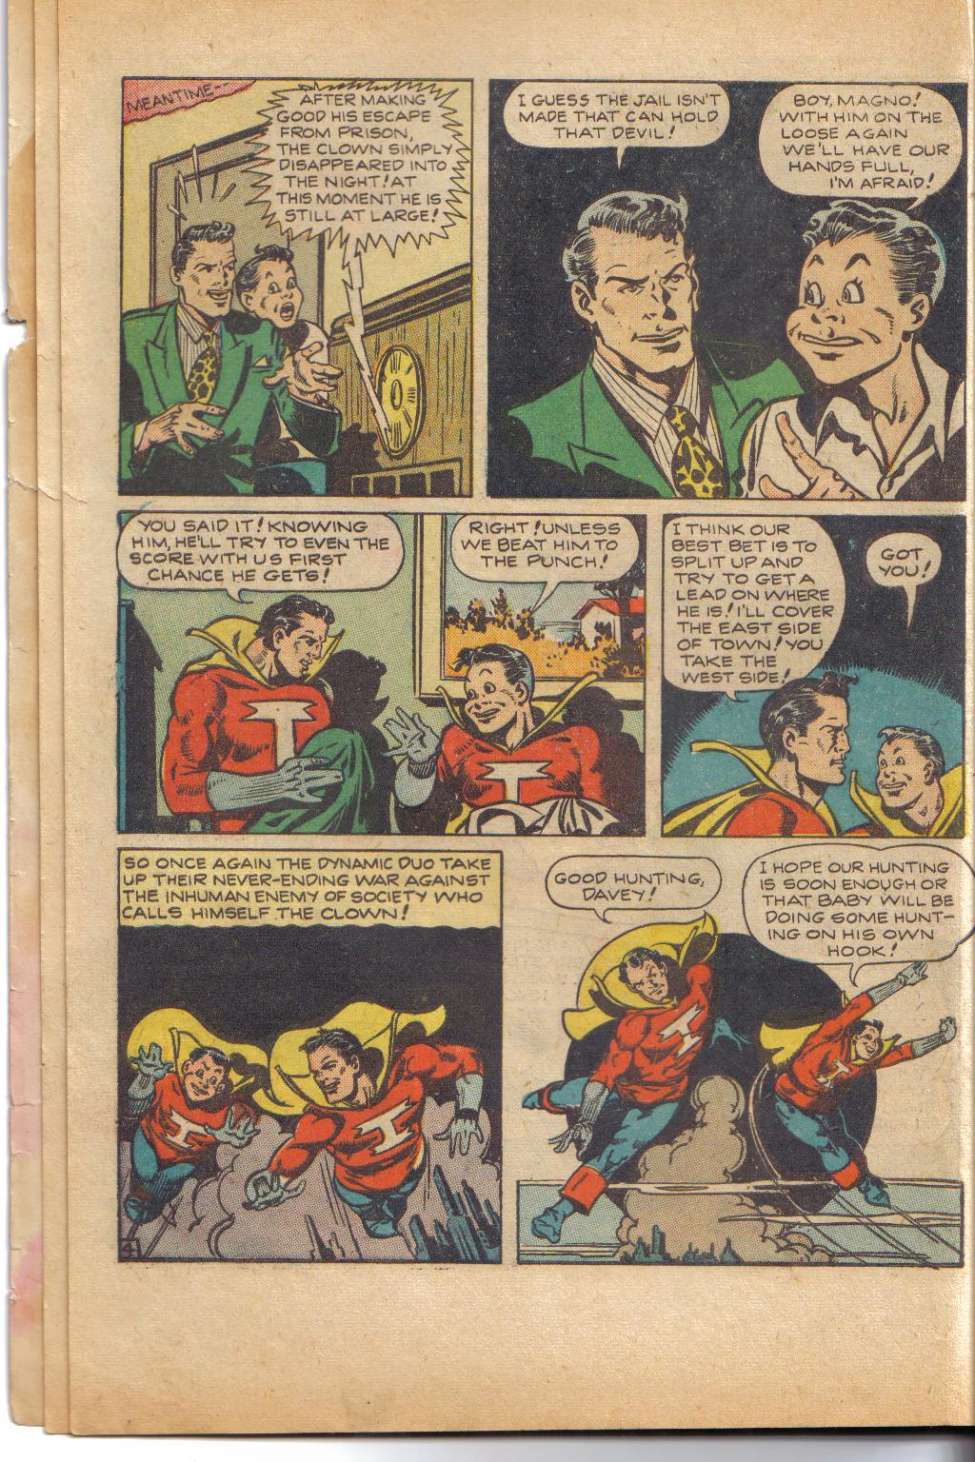 MEANTIME--
AFTER MAKING
GOOD HIS ESCAPE
FROM PRISON,
THE CLOWN SIMPLY
DISAPPEARED INTO
THE NIGHT! AT
THIS MOMENT HE IS
STILL AT LARGE!
I GUESS THE JAIL ISN'T
MADE THAT CAN HOLD
THAT DEVIL!
BOY, MAGNO!
WITH HIM ON THE
LOOSE AGAIN
WE'LL HAVE OUR
HANDS FULL,
I'M AFRAID!
YOU SAID IT! KNOWING
HIM, HE'LL TRY TO EVEN THE
SCORE WITH US FIRST
CHANCE HE GETS!
RIGHT! UNLESS
WE BEAT HIM TO
THE PUNCH!
I THINK OUR
BEST BET IS TO
SPLIT UP AND
TRY TO GET A
LEAD ON WHERE
HE IS! I'LL COVER
THE EAST SIDE
OF TOWN! YOU
TAKE THE
WEST SIDE!
GOT
YOU!
SO ONCE AGAIN THE DYNAMIC DUO TAKE
UP THEIR NEVER-ENDING WAR AGAINST
THE INHUMAN ENEMY OF SOCIETY WHO
CALLS HIMSELF THE CLOWN!
4
GOOD HUNTING,
DAVEY!
I HOPE OUR HUNTING
IS SOON ENOUGH OR
THAT BABY WILL BE
DOING SOME HUNT-
ING ON HIS OWN
HOOK!